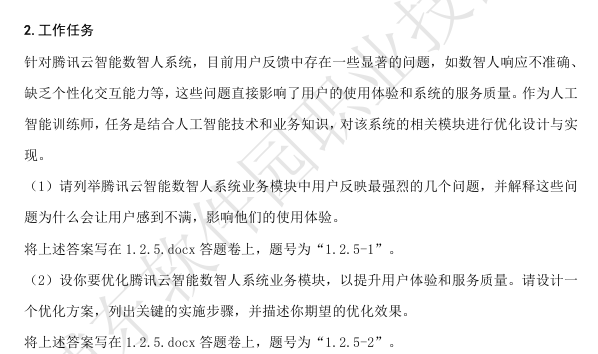 2.工作任务
针对腾讯云智能数智人系统，目前用户反馈中存在一些显著的问题，如数智人响应不准确、
缺乏个性化交互能力等，这些问题直接影响了用户的使用体验和系统的服务质量。作为人工
智能训练师，任务是结合人工智能技术和业务知识，对该系统的相关模块进行优化设计与实
现。
（1）请列举腾讯云智能数智人系统业务模块中用户反映最强烈的几个问题，并解释这些问
题为什么会让用户感到不满，影响他们的使用体验。
将上述答案写在 1.2.5.docx 答题卷上，题号为“1.2.5-1”。
（2）设你要优化腾讯云智能数智人系统业务模块，以提升用户体验和服务质量。请设计一
个优化方案，列出关键的实施步骤，并描述你期望的优化效果。
将上述答案写在 1.2.5.docx 答题卷上，题号为“1.2.5-2”。
东软件园职业技